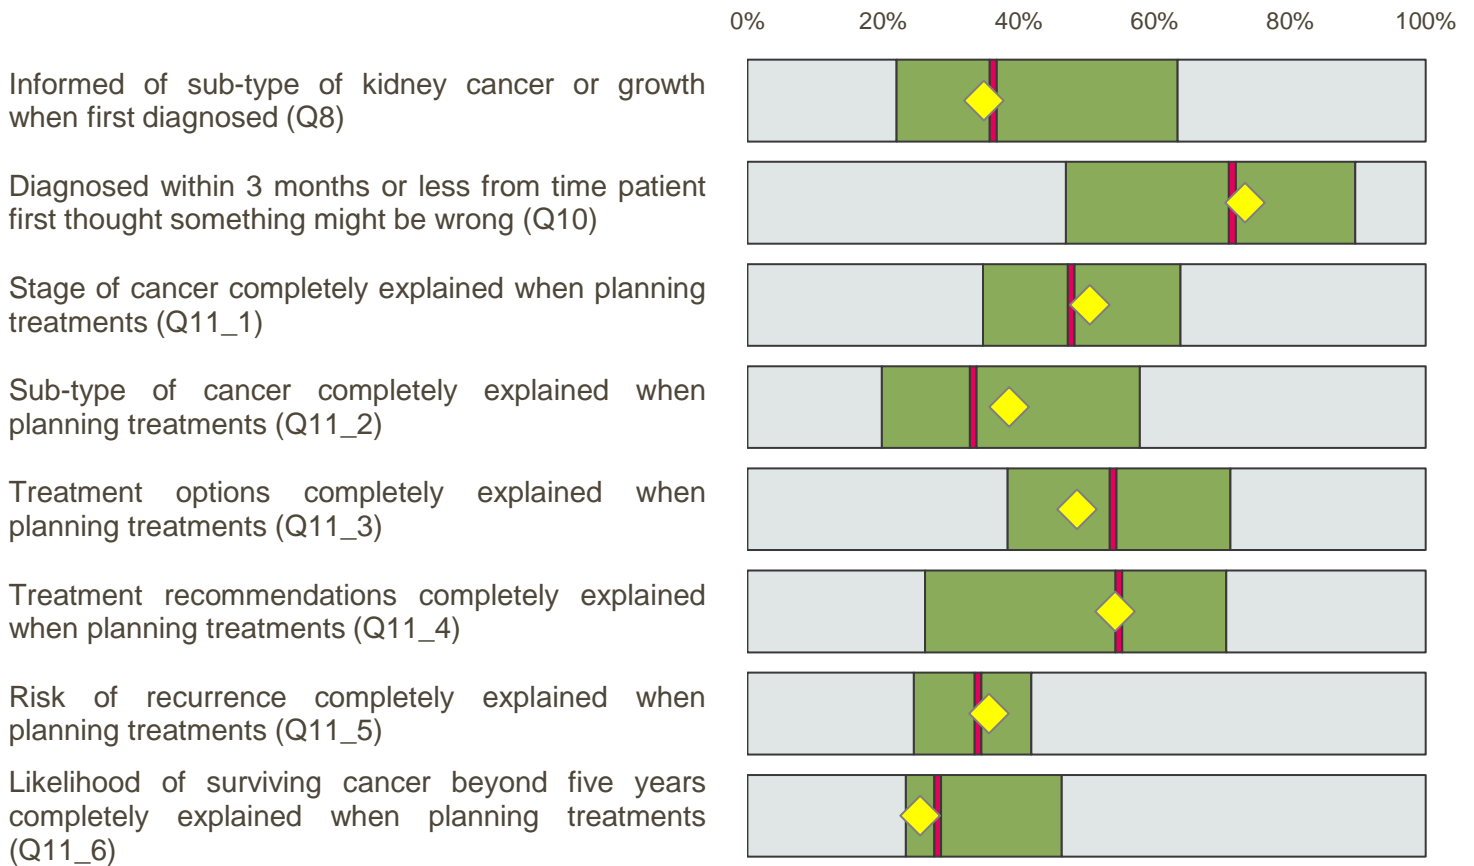 0% 20% 40% 60% 80% 100%
Informed of sub-type of kidney cancer or growth
when first diagnosed (Q8)
Diagnosed within 3 months or less from time patient
first thought something might be wrong (Q10)
Stage of cancer completely explained when planning
treatments (Q11_1)
Sub-type of cancer completely explained when
planning treatments (Q11_2)
Treatment options completely explained when
planning treatments (Q11_3)
Treatment recommendations completely explained
when planning treatments (Q11_4)
Risk of recurrence completely explained when
planning treatments (Q11_5)
Likelihood of surviving cancer beyond five years
completely explained when planning treatments
(Q11_6)